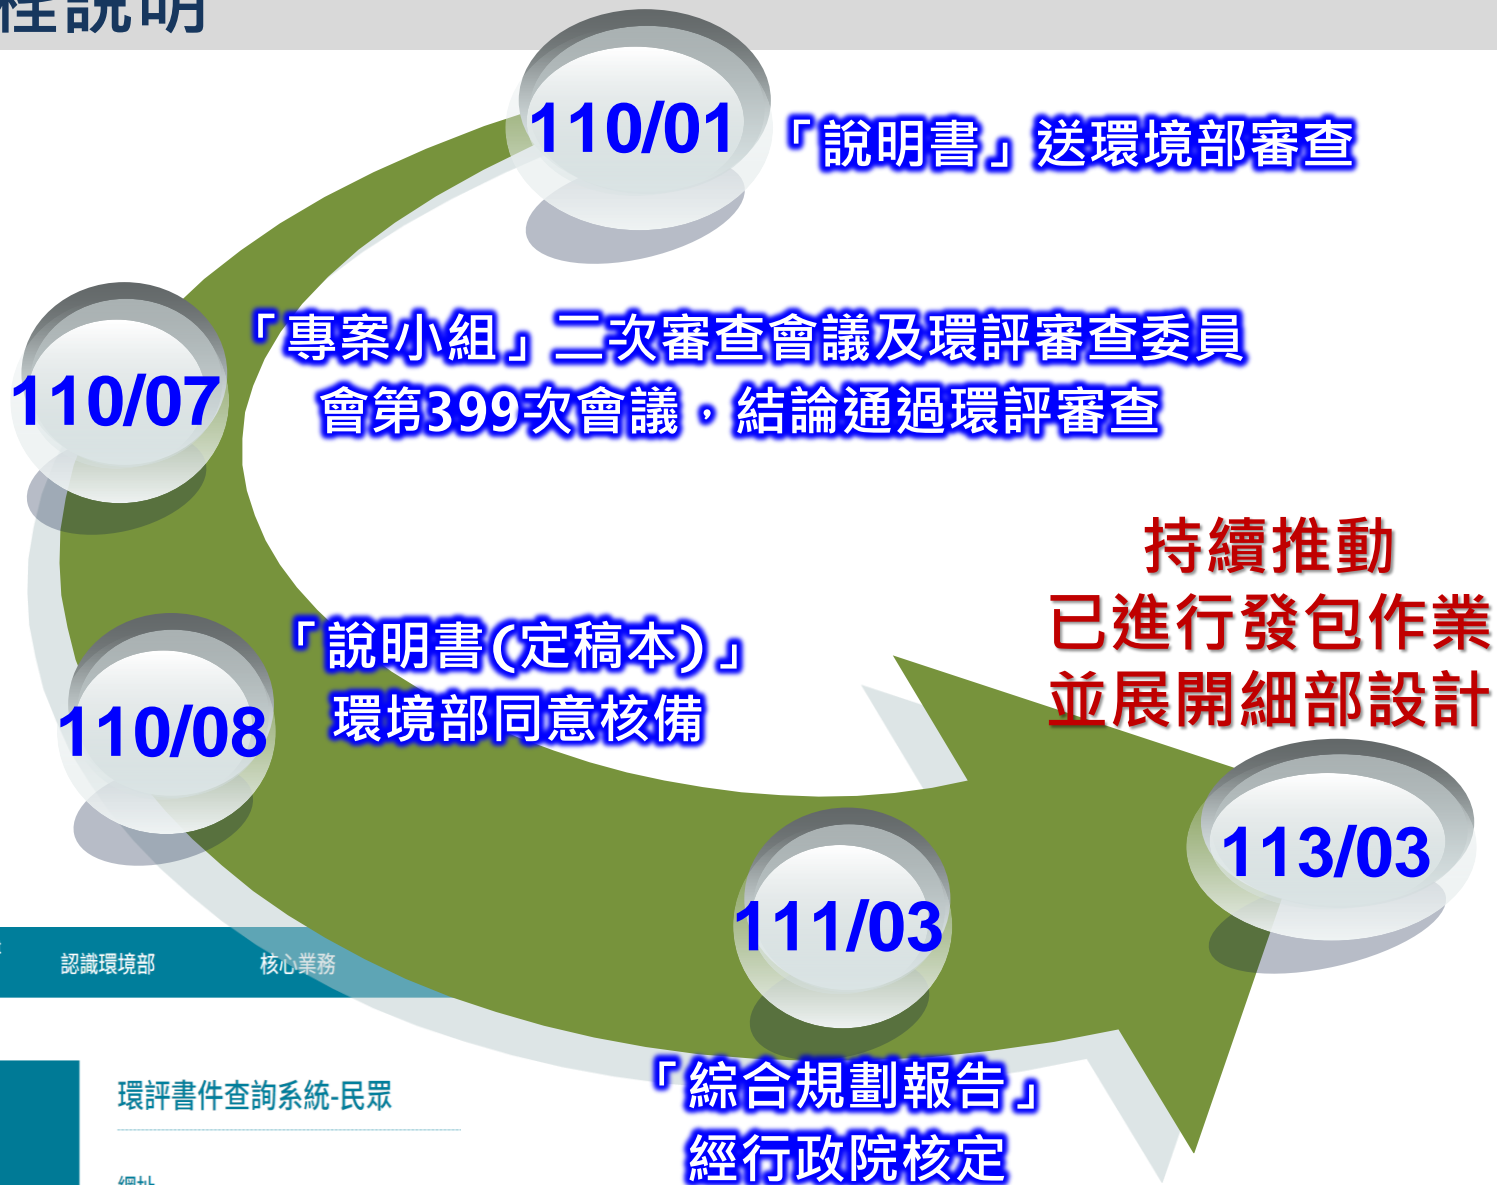 程說明
110/01
「說明書」送環境部審查
110/07
「專案小組」二次審查會議及環評審查委員
會第399次會議，結論通過環評審查
持續推動
已進行發包作業
並展開細部設計
110/08
「說明書(定稿本)」
環境部同意核備
113/03
111/03
認識環境部
核心業務
「綜合規劃報告」
經行政院核定
環評書件查詢系統-民眾
網址